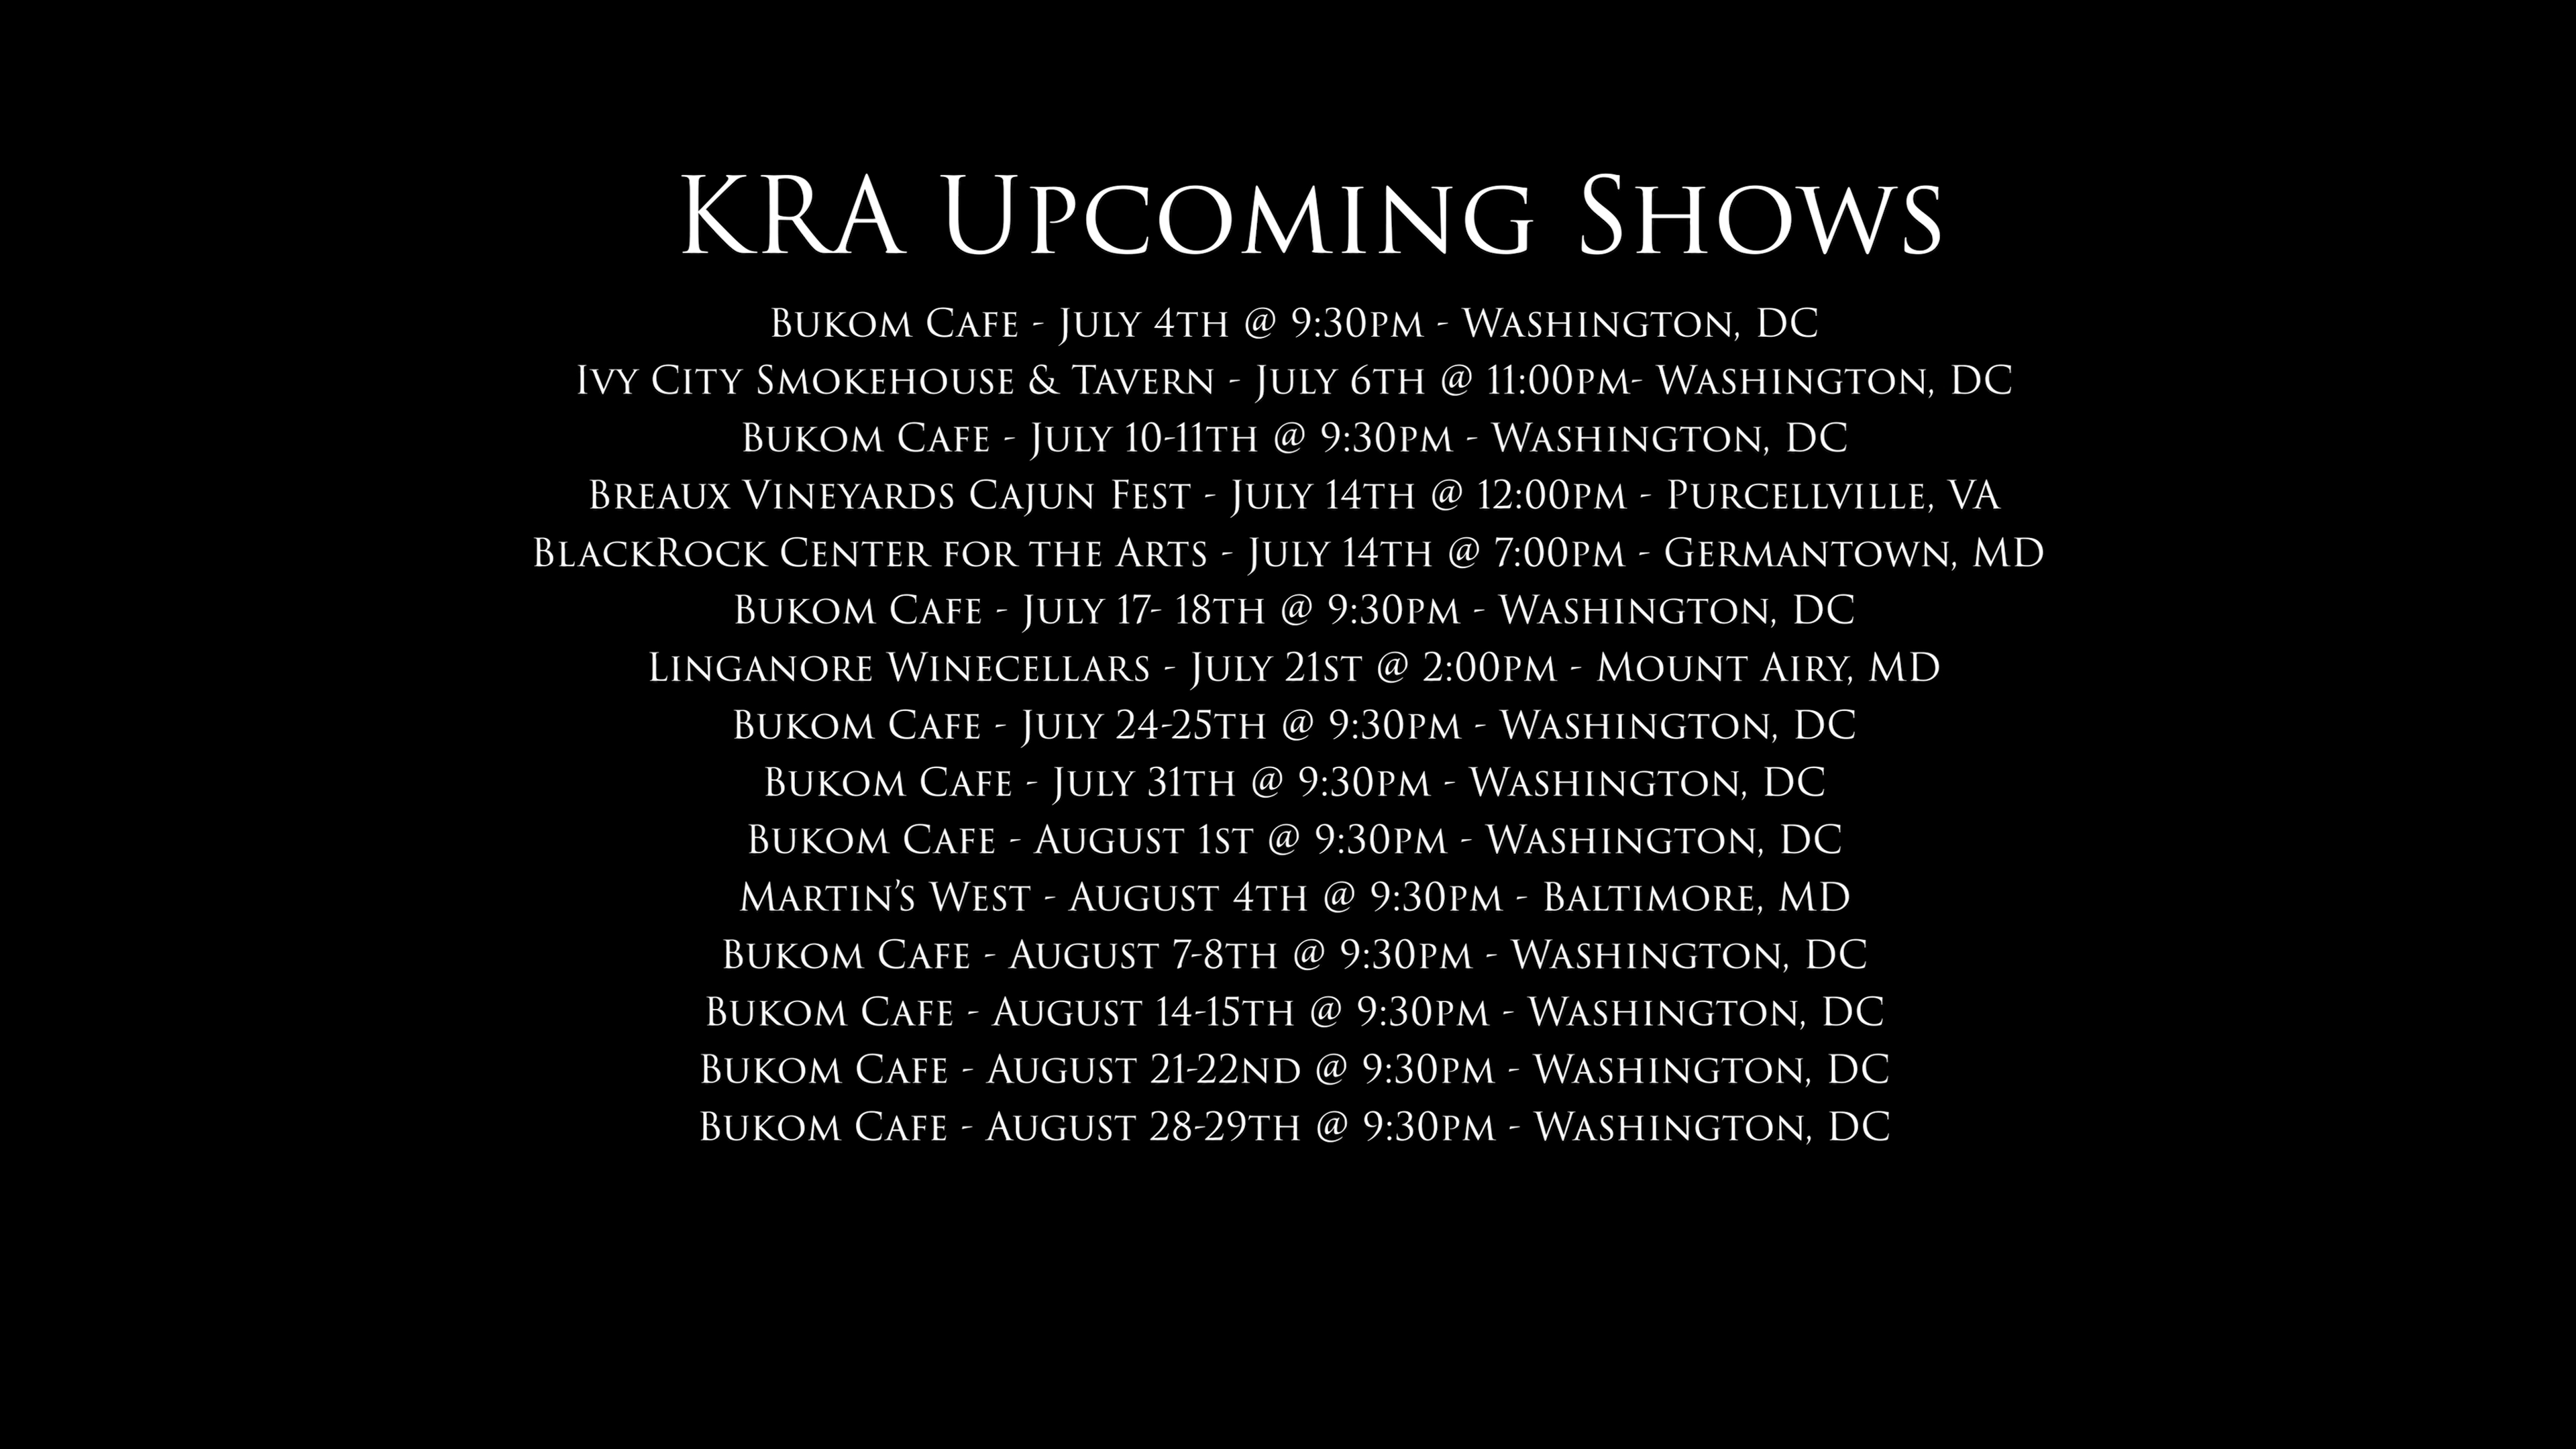 KRA Upcoming Shows
Bukom Cafe - July 4th @ 9:30pm - Washington, DC
Ivy City Smokehouse & Tavern - July 6th @ 11:00pm- Washington, DC
Bukom Cafe - July 10-11th @ 9:30pm - Washington, DC
Breaux Vineyards Cajun Fest - July 14th @ 12:00pm - Purcellville, VA
BlackRock Center for the Arts - July 14th @ 7:00pm - Germantown, MD
Bukom Cafe - July 17- 18th @ 9:30pm - Washington, DC
Linganore Winecellars - July 21st @ 2:00pm - Mount Airy, MD
Bukom Cafe - July 24-25th @ 9:30pm - Washington, DC
Bukom Cafe - July 31th @ 9:30pm - Washington, DC
Bukom Cafe - August 1st @ 9:30pm - Washington, DC
Martin’s West - August 4th @ 9:30pm - Baltimore, MD
Bukom Cafe - August 7-8th @ 9:30pm - Washington, DC
Bukom Cafe - August 14-15th @ 9:30pm - Washington, DC
Bukom Cafe - August 21-22nd @ 9:30pm - Washington, DC
Bukom Cafe - August 28-29th @ 9:30pm - Washington, DC